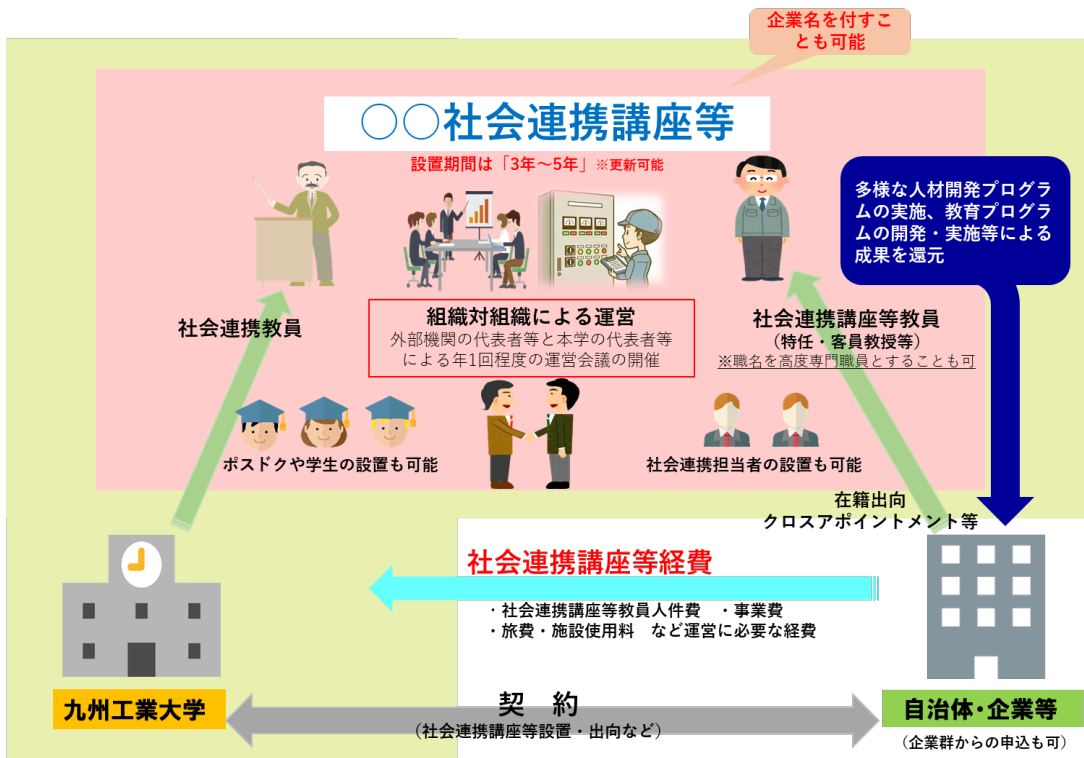 企業名を付すこ
とも可能
○○社会連携講座等
設置期間は「3年～5年」※更新可能
多様な人材開発プログラ
ムの実施、教育プログラ
ムの開発・実施等による
成果を還元
社会連携教員
組織対組織による運営
外部機関の代表者等と本学の代表者等
による年1回程度の運営会議の開催
社会連携講座等教員
（特任・客員教授等）
※職名を高度専門職員とすることも可
ポスドクや学生の設置も可能
社会連携担当者の設置も可能
在籍出向
クロスアポイントメント等
社会連携講座等経費
・社会連携講座等教員人件費　・事業費
・旅費・施設使用料　など運営に必要な経費
九州工業大学
契　約
（社会連携講座等設置・出向など）
自治体・企業等
（企業群からの申込も可）